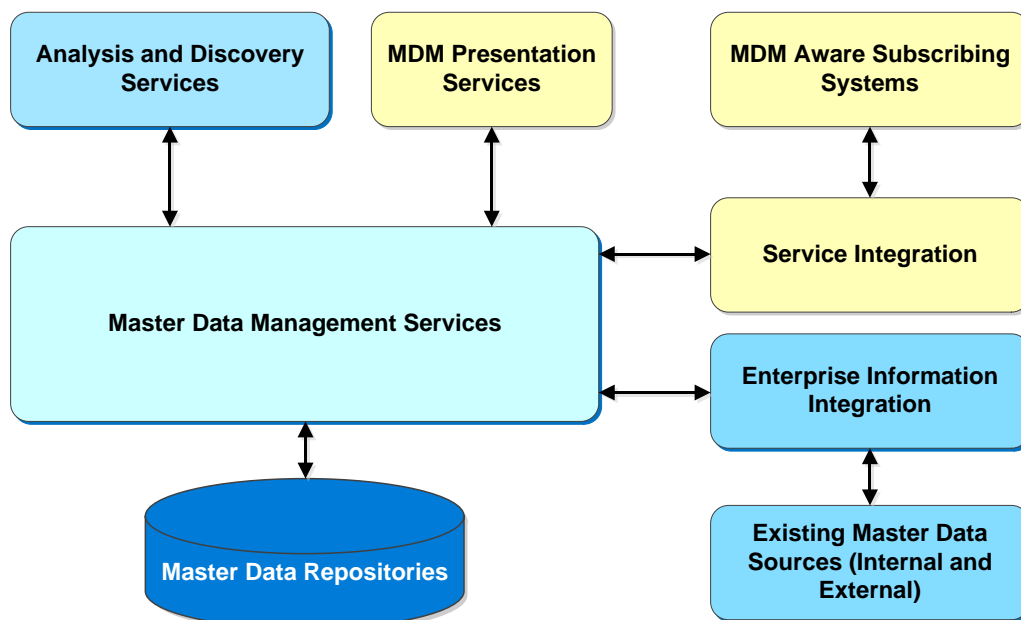 Analysis and Discovery
Services
MDM Presentation
Services
MDM Aware Subscribing
Systems
Service Integration
Master Data Management Services
Enterprise Information
Integration
Master Data Repositories
Existing Master Data
Sources (Internal and
External)